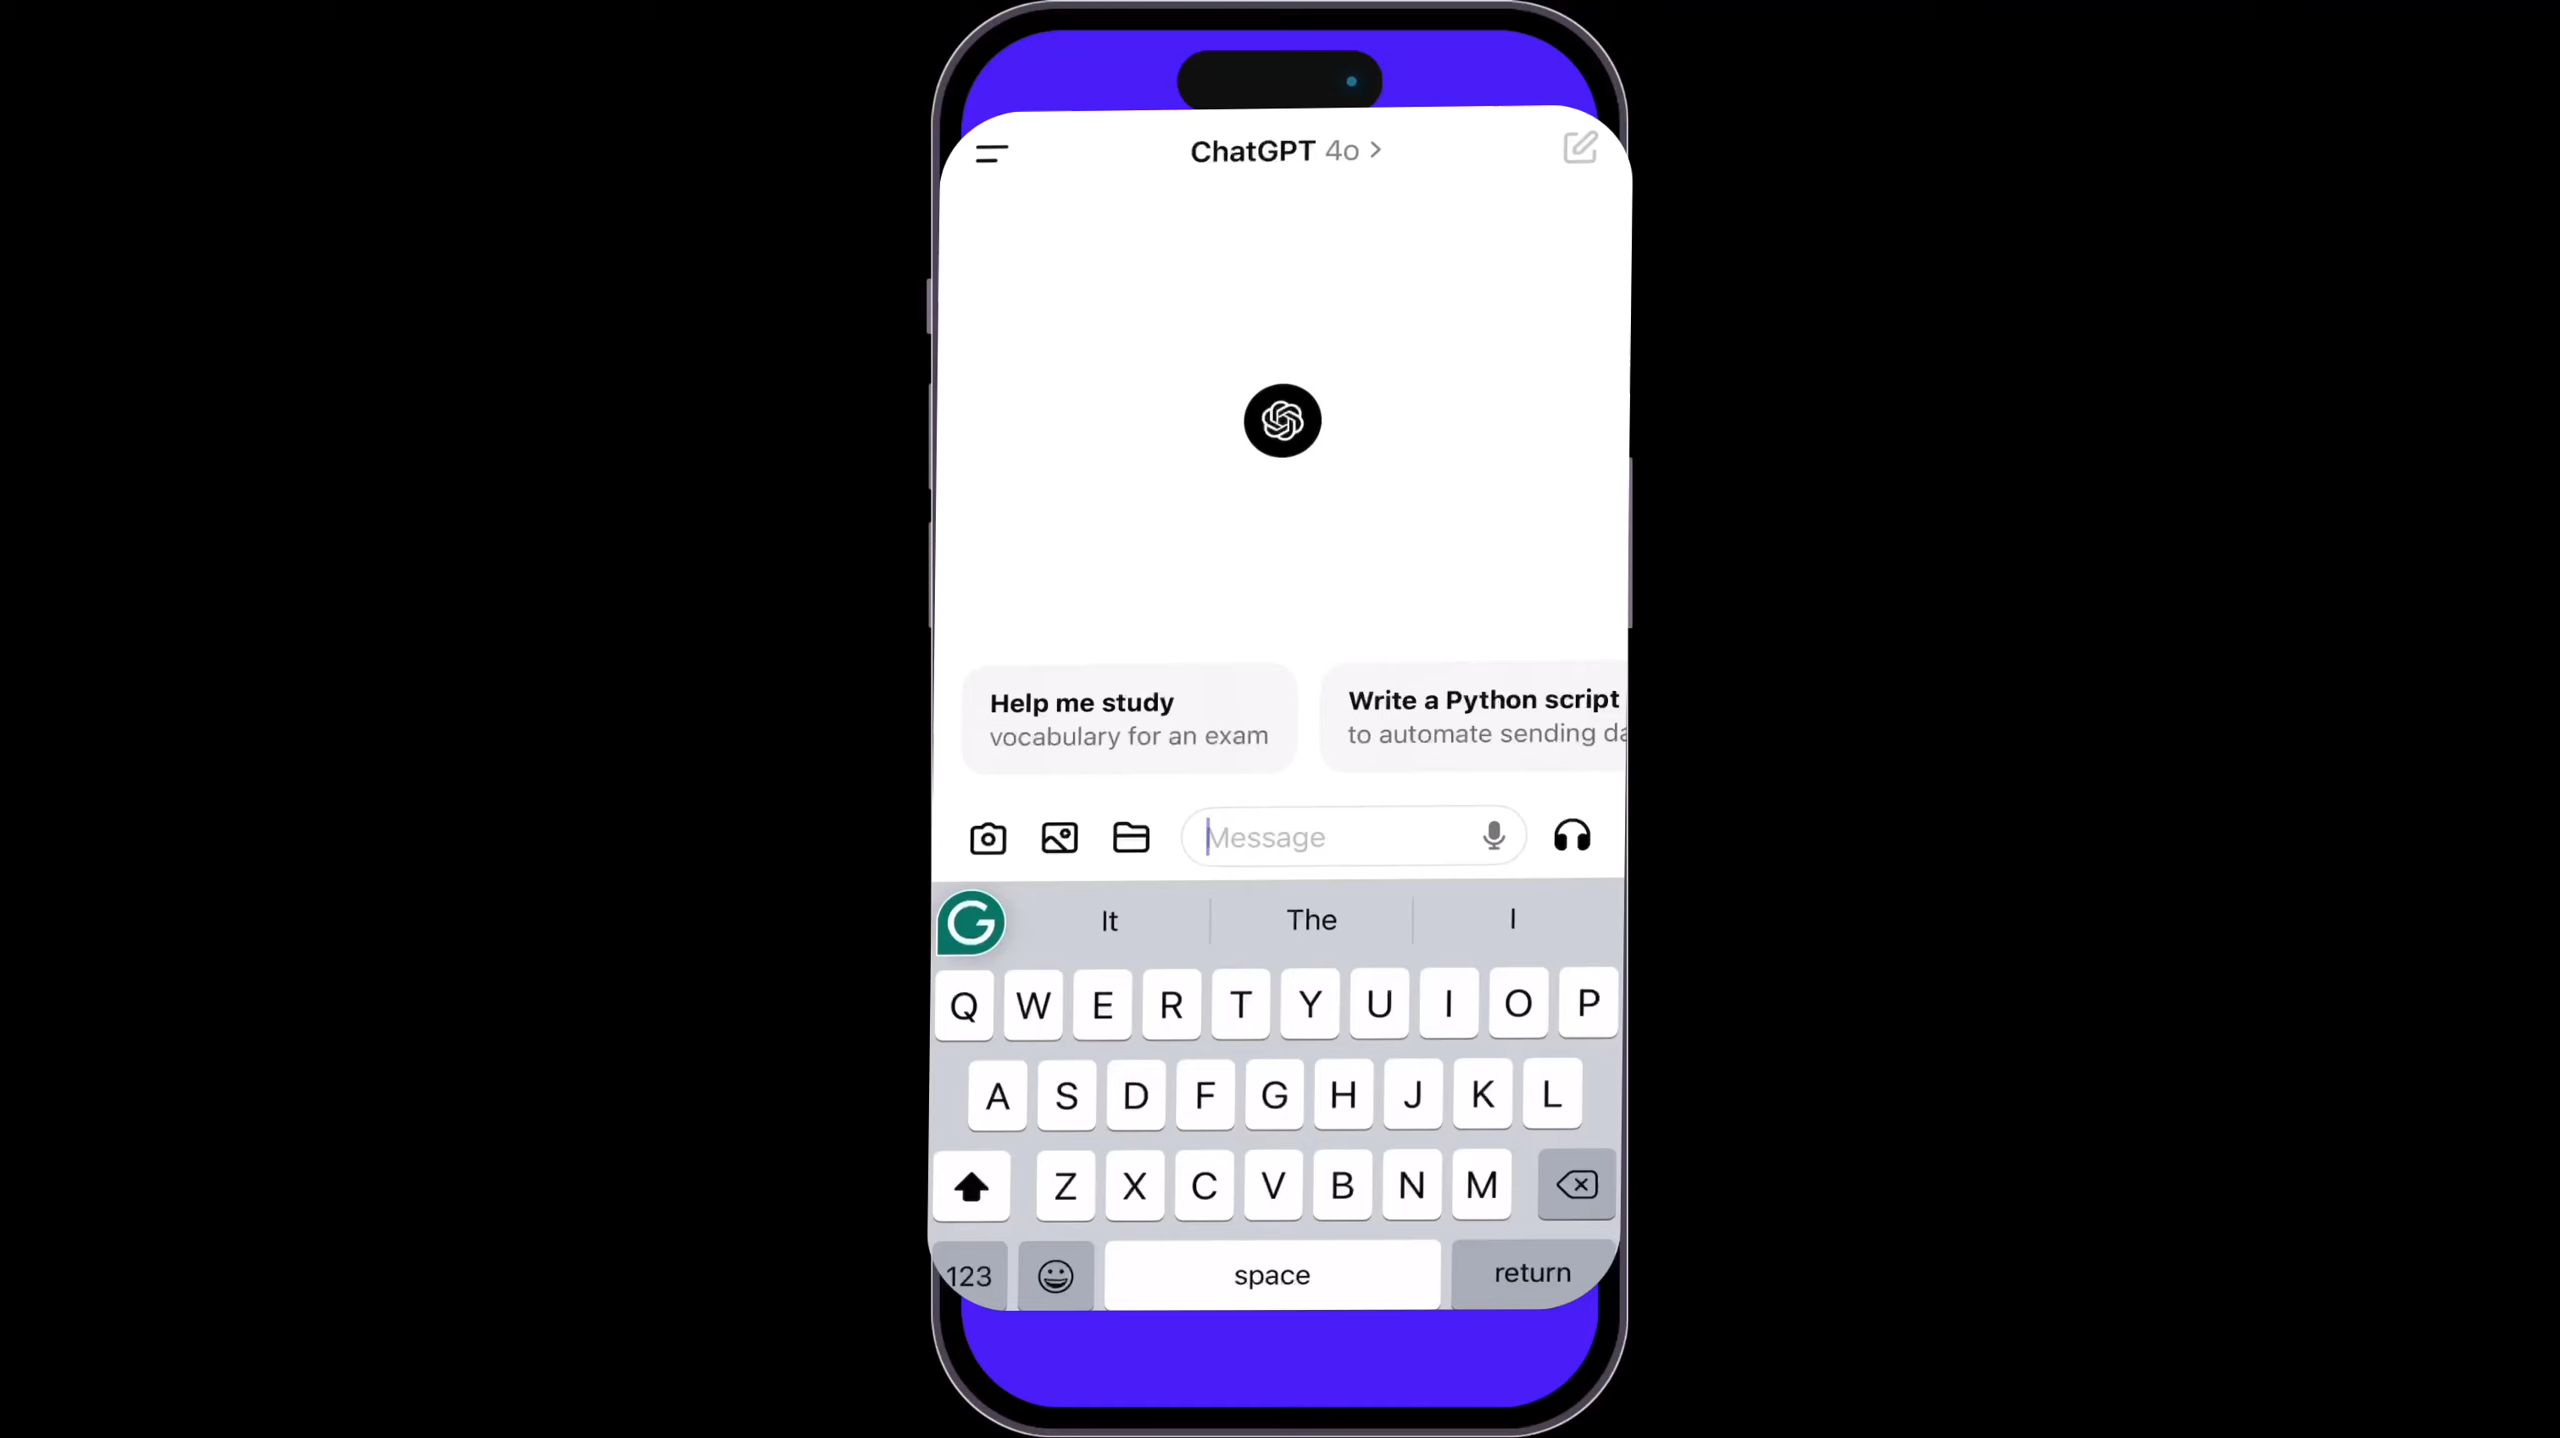 ChatGPT 4o >
Help me study
vocabulary for an exam
Write a Python script
to automate sending da
Message
It The I
Q W E R T Y U I O P
A S D F G H J K L
Z X C V B N M
123 space return